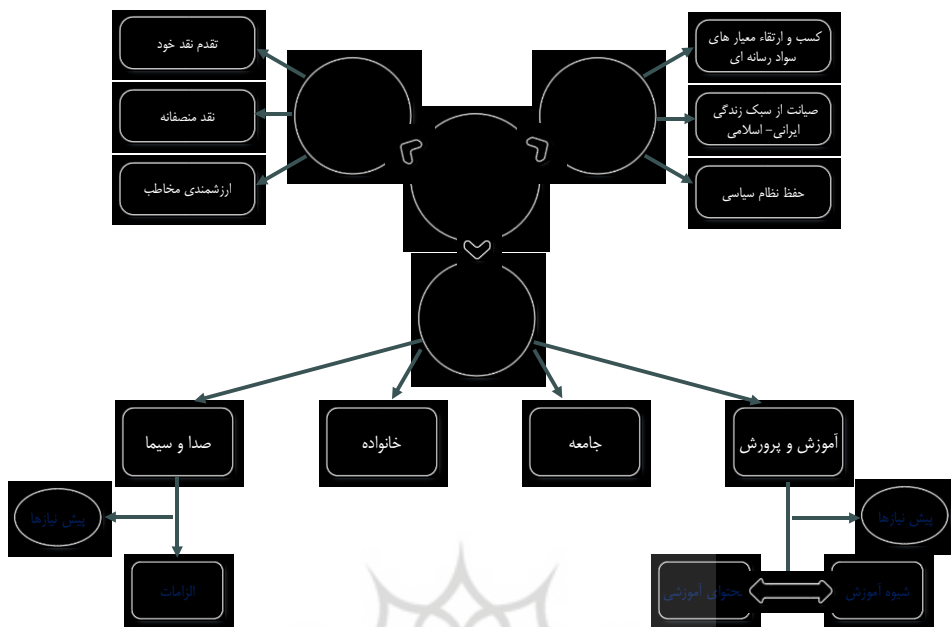 کسب و ارتقاء معیار های
سواد رسانه ای
تقدم نقد خود
صیانت از سبک زندگی
ایرانی– اسلامی
نقد منصفانه
حفظ نظام سیاسی
ارزشمندی مخاطب
آموزش و پرورش
جامعه
خانواده
صدا و سیما
پیش نیازها
پیش نیازها
شیوه آموزش
محتوای آموزشی
الزامات